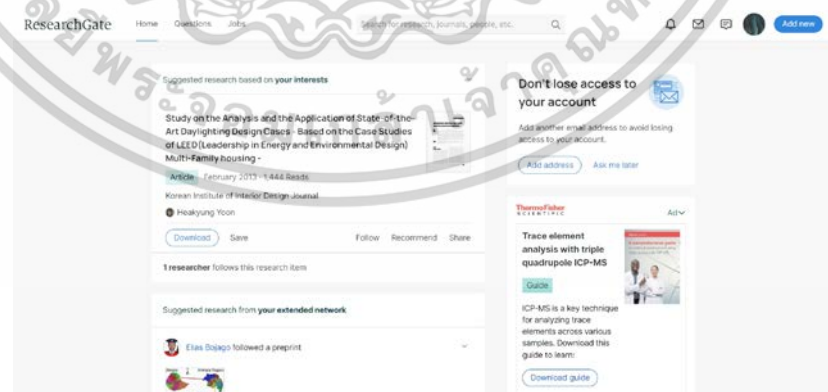 ResearchGate
Home Questions Jobs
Search for research, journals, people, etc.
Add new
Suggested research based on your interests
Study on the Analysis and the Application of State-of-the-
Art Daylighting Design Cases - Based on the Case Studies
of LEED(Leadership in Energy and Environmental Design)
Multi-Family housing -
Article February 2013 · 1,444 Reads
Korean Institute of Interior Design Journal
Heakyung Yoon
Download Save Follow Recommend Share
1 researcher follows this research item
Suggested research from your extended network
Elias Bojago followed a preprint
Don't lose access to
your account
Add another email address to avoid losing
access to your account.
Add address Ask me later
ThermoFisher
SCIENTIFIC
Ad
Trace element
analysis with triple
quadrupole ICP-MS
Guide
ICP-MS is a key technique
for analyzing trace
elements across various
samples. Download this
guide to learn:
Download guide